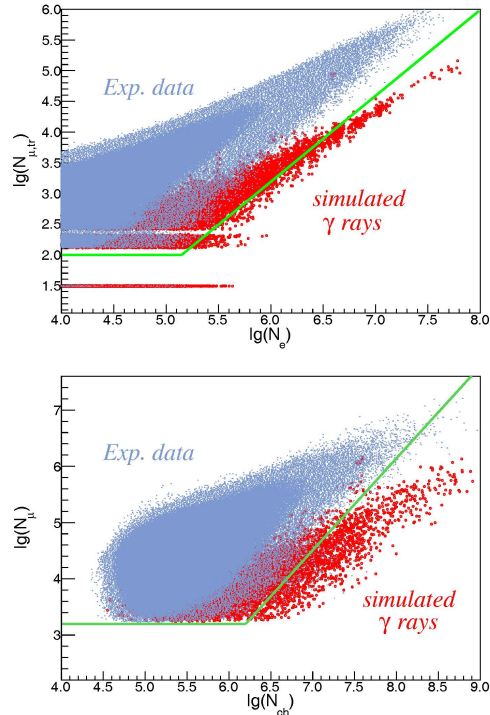 6.0
5.5
5.0
4.5
4.0
3.5
3.0
2.5
2.0
1.5
lg(Nμ,tr)
Exp. data
simulated
γ rays
4.0 4.5 5.0 5.5 6.0 6.5 7.0 7.5 8.0
lg(Ne)
7
6
5
4
3
lg(Nμ)
Exp. data
simulated
γ rays
4.0 4.5 5.0 5.5 6.0 6.5 7.0 7.5 8.0 8.5 9.0
lg(Nch)